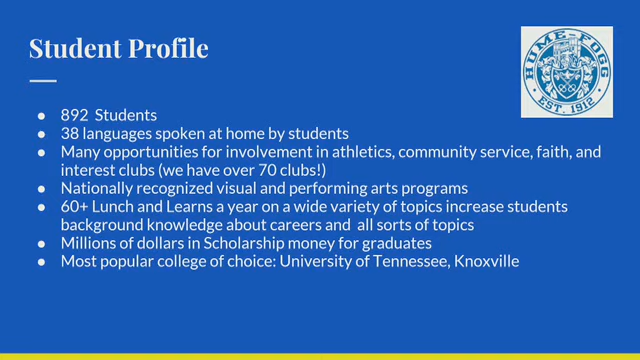 Student Profile
HUME-FOGG
EST. 1912
● 892  Students
● 38 languages spoken at home by students
● Many opportunities for involvement in athletics, community service, faith, and
interest clubs (we have over 70 clubs!)
● Nationally recognized visual and performing arts programs
● 60+ Lunch and Learns a year on a wide variety of topics increase students
background knowledge about careers and  all sorts of topics
● Millions of dollars in Scholarship money for graduates
● Most popular college of choice: University of Tennessee, Knoxville